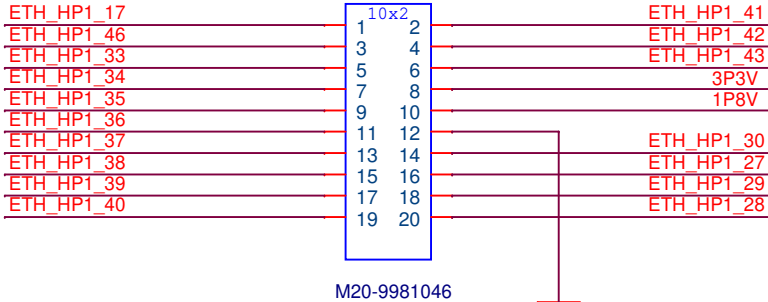 10x2
ETH_HP1_17 1 2 ETH_HP1_41
ETH_HP1_46 3 4 ETH_HP1_42
ETH_HP1_33 5 6 ETH_HP1_43
ETH_HP1_34 7 8 3P3V
ETH_HP1_35 9 10 1P8V
ETH_HP1_36 11 12
ETH_HP1_37 13 14 ETH_HP1_30
ETH_HP1_38 15 16 ETH_HP1_27
ETH_HP1_39 17 18 ETH_HP1_29
ETH_HP1_40 19 20 ETH_HP1_28
M20-9981046